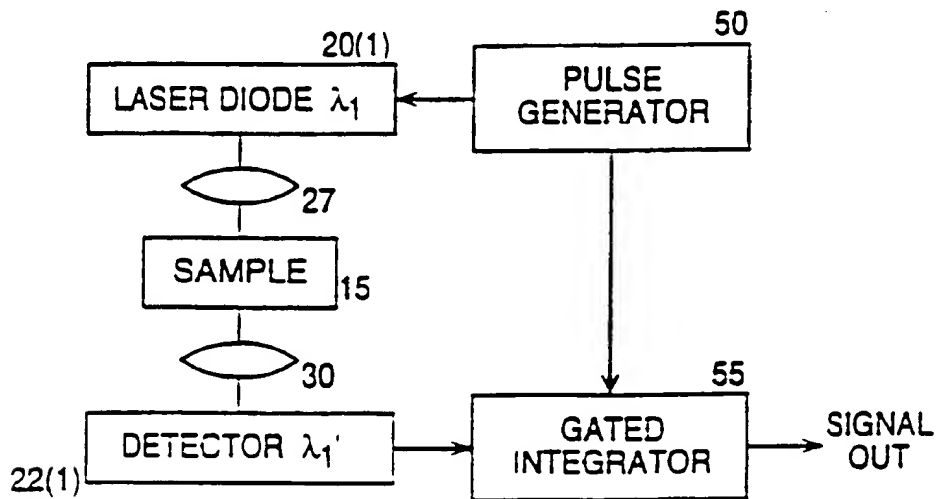 20(1)
50
LASER DIODE λ₁
PULSE
GENERATOR
27
SAMPLE
15
30
55
DETECTOR λ₁'
GATED
INTEGRATOR
SIGNAL
OUT
22(1)